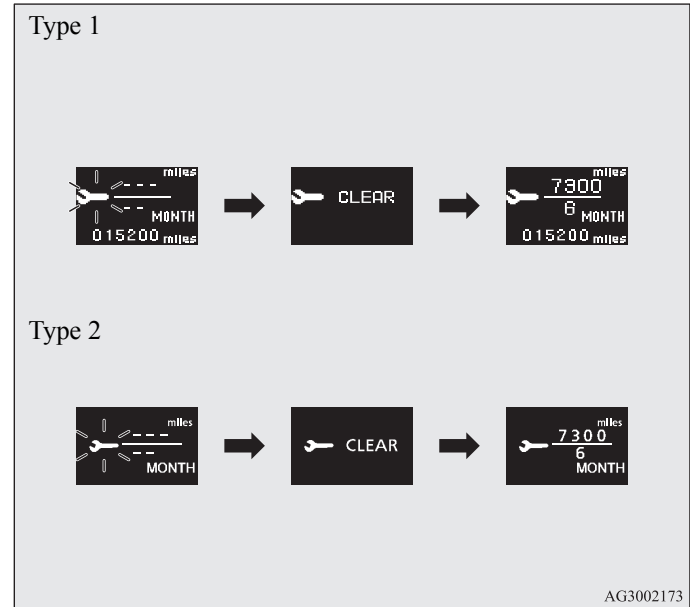 Type 1
miles
---
--
MONTH
015200 miles
CLEAR
miles
7300
6 MONTH
015200 miles
Type 2
miles
---
--
MONTH
CLEAR
miles
7300
6
MONTH
AG3002173